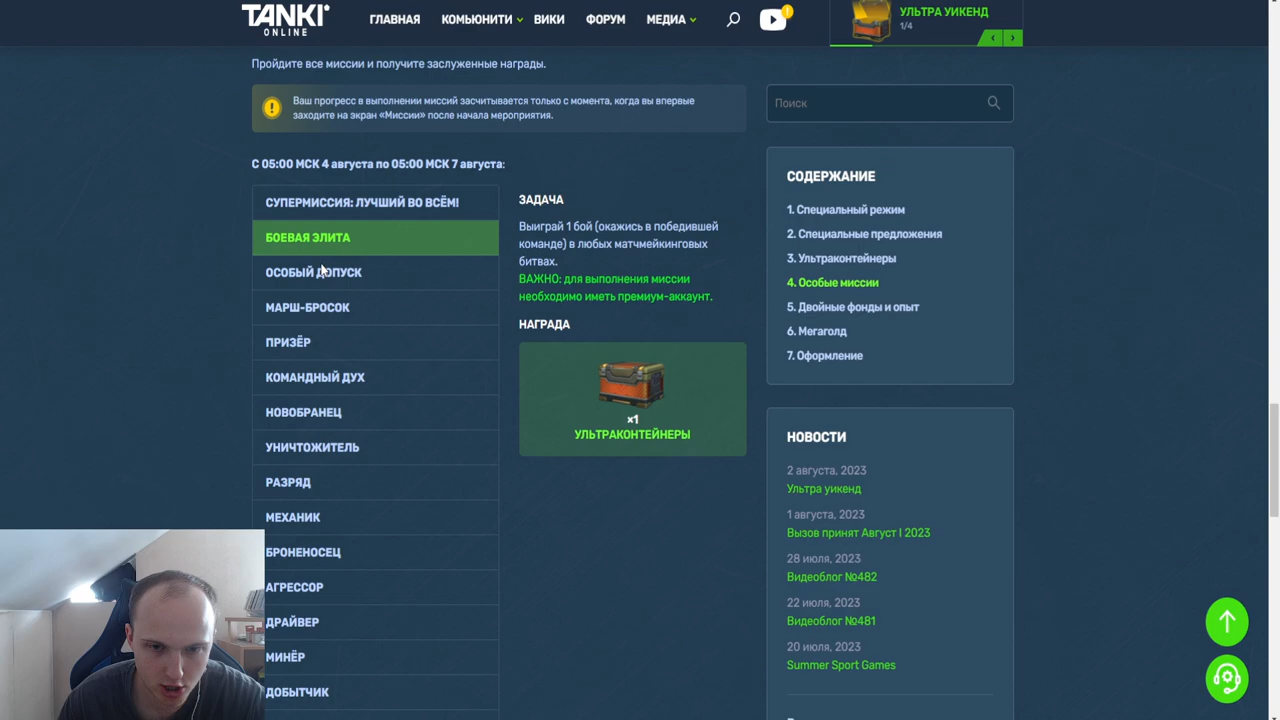 TANKI
ONLINE
ГЛАВНАЯ
КОМЬЮНИТИ
ВИКИ
ФОРУМ
МЕДИА
УЛЬТРА УИКЕНД
1/4
Пройдите все миссии и получите заслуженные награды.
Ваш прогресс в выполнении миссий засчитывается только с момента, когда вы впервые
заходите на экран «Миссии» после начала мероприятия.
С 05:00 МСК 4 августа по 05:00 МСК 7 августа:
СУПЕРМИССИЯ: ЛУЧШИЙ ВО ВСЁМ!
БОЕВАЯ ЭЛИТА
ОСОБЫЙ ДОПУСК
МАРШ-БРОСОК
ПРИЗЁР
КОМАНДНЫЙ ДУХ
НОВОБРАНЕЦ
УНИЧТОЖИТЕЛЬ
РАЗРЯД
МЕХАНИК
БРОНЕНОСЕЦ
АГРЕССОР
ДРАЙВЕР
МИНЁР
ДОБЫТЧИК
ЗАДАЧА
Выиграй 1 бой (окажись в победившей
команде) в любых матчмейкинговых
битвах.
ВАЖНО: для выполнения миссии
необходимо иметь премиум-аккаунт.
НАГРАДА
×1
УЛЬТРАКОНТЕЙНЕРЫ
Поиск
СОДЕРЖАНИЕ
1. Специальный режим
2. Специальные предложения
3. Ультраконтейнеры
4. Особые миссии
5. Двойные фонды и опыт
6. Мегаголд
7. Оформление
НОВОСТИ
2 августа, 2023
Ультра уикенд
1 августа, 2023
Вызов принят Август I 2023
28 июля, 2023
Видеоблог №482
22 июля, 2023
Видеоблог №481
20 июля, 2023
Summer Sport Games